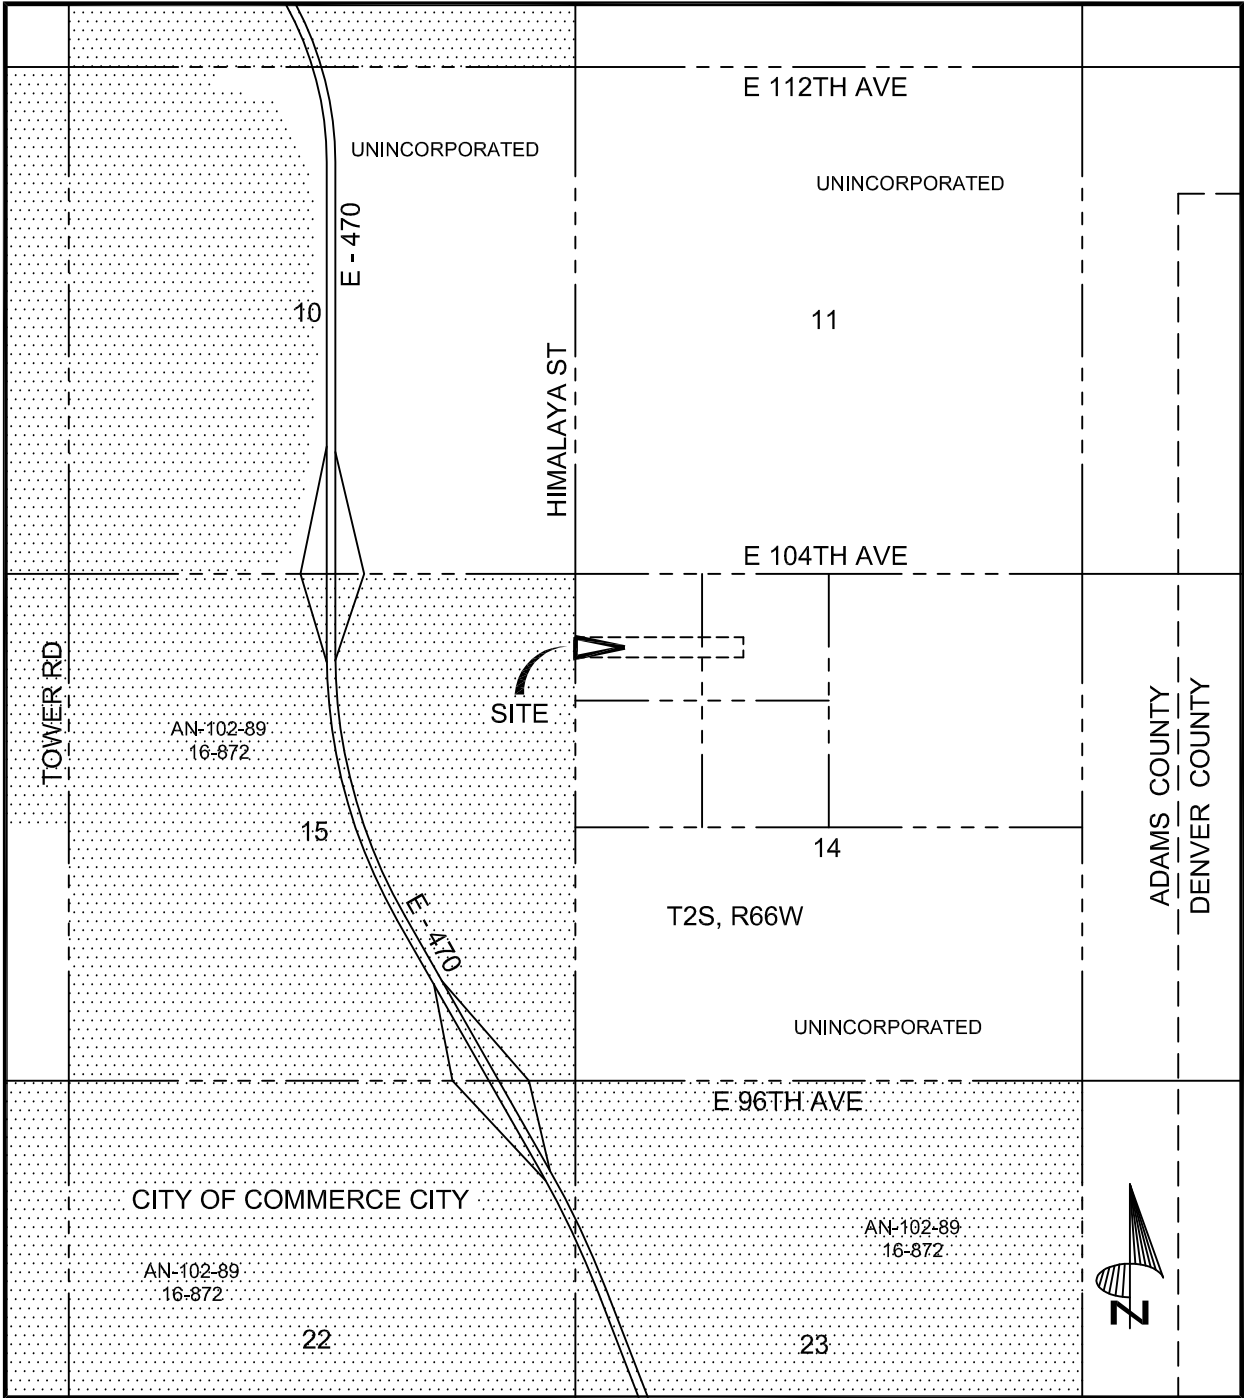 E 112TH AVE
UNINCORPORATED
UNINCORPORATED
E - 470
10
11
HIMALAYA ST
E 104TH AVE
TOWER RD
SITE
AN-102-89
16-872
ADAMS COUNTY
DENVER COUNTY
15
14
E - 470
T2S, R66W
UNINCORPORATED
E 96TH AVE
CITY OF COMMERCE CITY
AN-102-89
16-872
AN-102-89
16-872
N
22
23